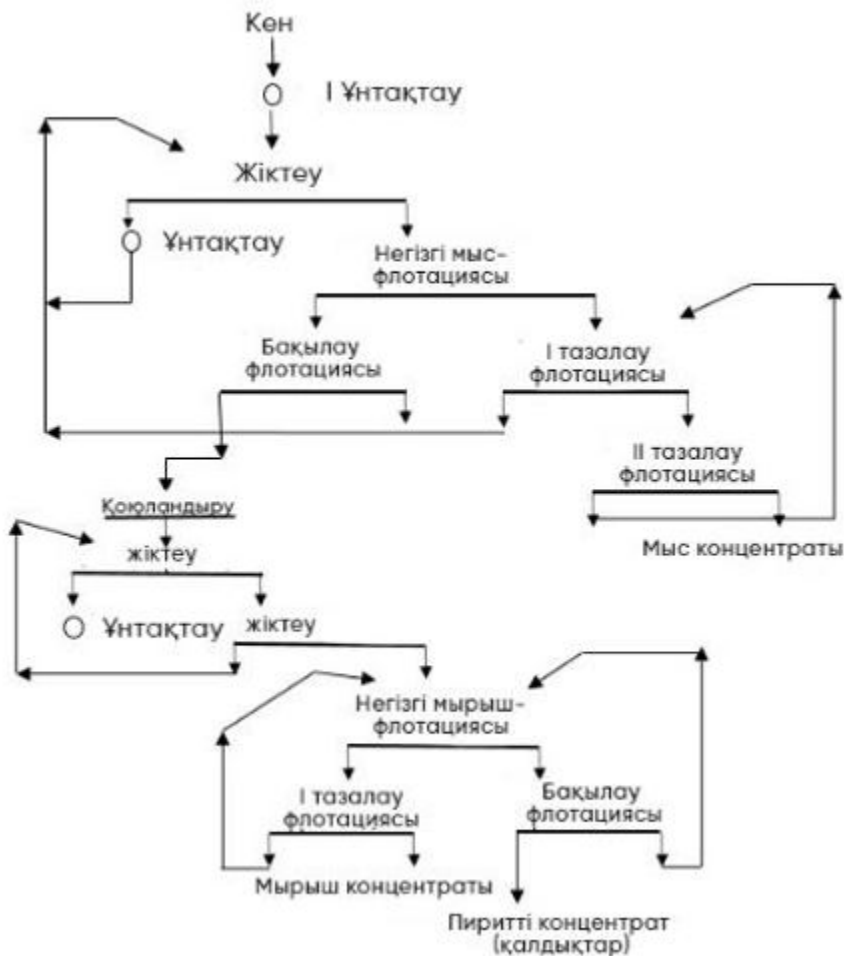 Кен
I Ұнтақтау
Жіктеу
Ұнтақтау
Негізгі мыс-
флотациясы
Бақылау
флотациясы
I тазалау
флотациясы
II тазалау
флотациясы
Қоюландыру
Мыс концентраты
жіктеу
Ұнтақтау
жіктеу
Негізгі мырыш-
флотациясы
I тазалау
флотациясы
Бақылау
флотациясы
Мырыш концентраты
Пиритті концентрат
(қалдықтар)